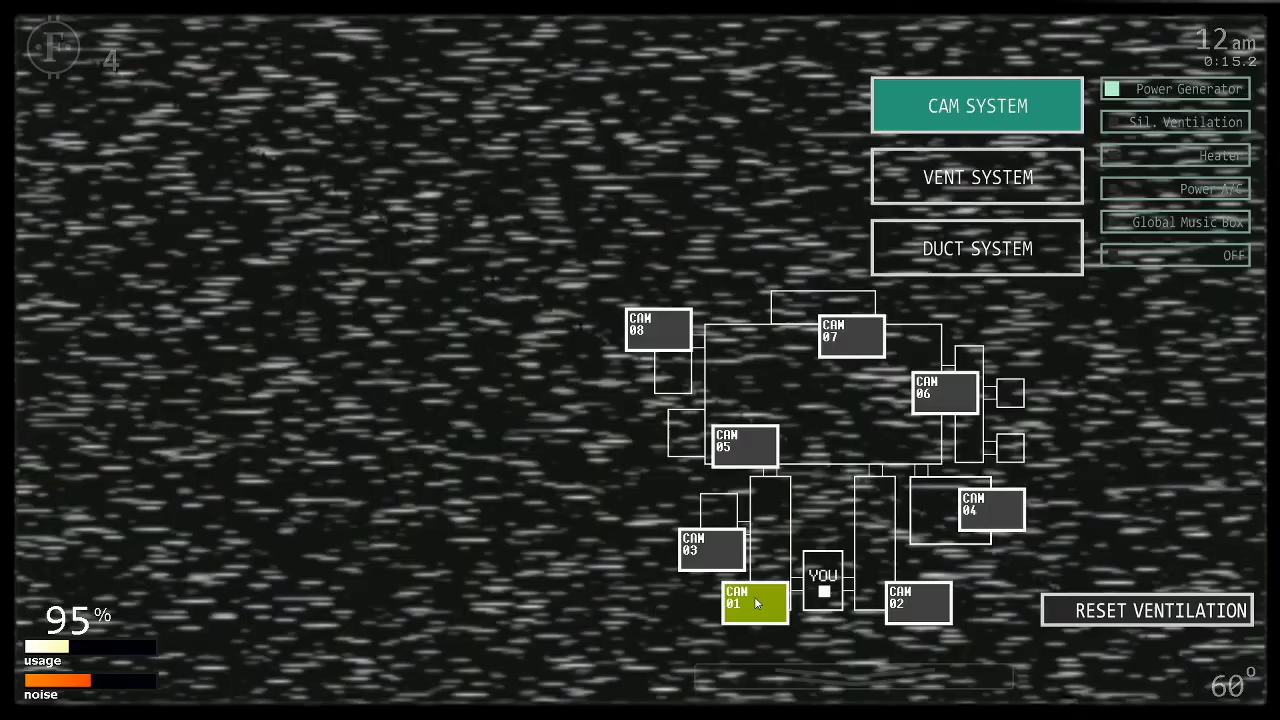 F
4
12 am
0:15.2
CAM SYSTEM
Power Generator
Sil. Ventilation
VENT SYSTEM
Heater
Power A/C
DUCT SYSTEM
Global Music Box
OFF
CAM
08
CAM
07
CAM
06
CAM
05
CAM
04
CAM
03
YOU
CAM
01
CAM
02
RESET VENTILATION
95%
usage
noise
60°